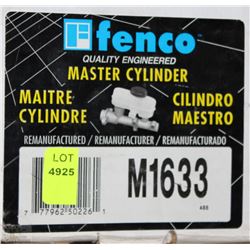 fenco
QUALITY ENGINEERED
MASTER CYLINDER
MAITRE CYLINDRE
CILINDRO MAESTRO
REMANUFACTURED / REMANUFACTURER / REMANUFACTURADO
LOT
4925
M1633
7 77962 50226 1
488